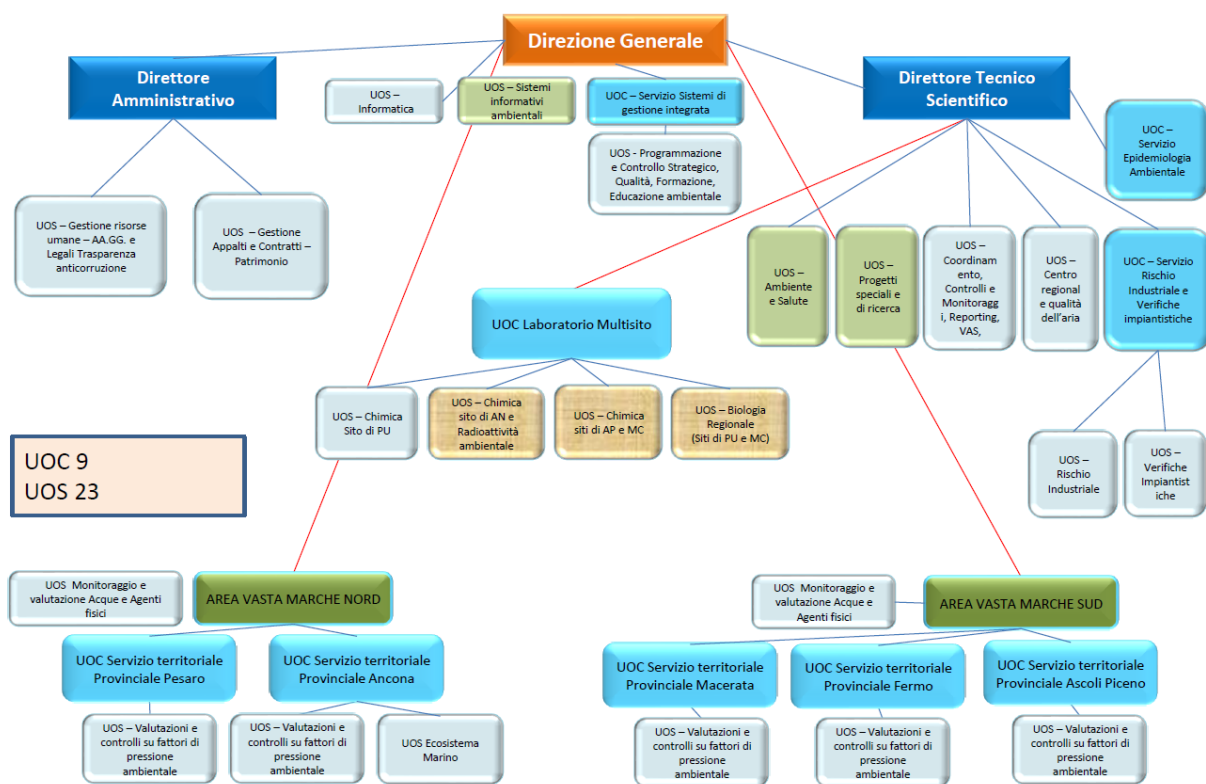 Direzione Generale
Direttore
Amministrativo
UOS –
Informatica
UOS – Sistemi
informativi
ambientali
UOC – Servizio Sistemi di
gestione integrata
Direttore Tecnico
Scientifico
UOC –
Servizio
Epidemiologia
Ambientale
UOS - Programmazione
e Controllo Strategico,
Qualità, Formazione,
Educazione ambientale
UOS – Gestione risorse
umane – AA.GG. e
Legali Trasparenza
anticorruzione
UOS – Gestione
Appalti e Contratti –
Patrimonio
UOS –
Ambiente
e Salute
UOS –
Progetti
speciali e
di ricerca
UOS –
Coordinam
ento,
Controlli e
Monitoragg
i, Reporting,
VAS,
UOS –
Centro
regional
e qualità
dell’aria
UOC – Servizio
Rischio
Industriale e
Verifiche
impiantistiche
UOC Laboratorio Multisito
UOS – Chimica
Sito di PU
UOS – Chimica
sito di AN e
Radioattività
ambientale
UOS – Chimica
siti di AP e MC
UOS – Biologia
Regionale
(Siti di PU e MC)
UOS –
Rischio
Industriale
UOS –
Verifiche
Impiantist
iche
UOC 9
UOS 23
UOS Monitoraggio e
valutazione Acque e Agenti
fisici
AREA VASTA MARCHE NORD
UOS Monitoraggio e
valutazione Acque e
Agenti fisici
AREA VASTA MARCHE SUD
UOC Servizio territoriale
Provinciale Pesaro
UOC Servizio territoriale
Provinciale Ancona
UOC Servizio territoriale
Provinciale Macerata
UOC Servizio territoriale
Provinciale Fermo
UOC Servizio territoriale
Provinciale Ascoli Piceno
UOS – Valutazioni e
controlli su fattori di
pressione
ambientale
UOS – Valutazioni e
controlli su fattori di
pressione
ambientale
UOS Ecosistema
Marino
UOS – Valutazioni e
controlli su fattori di
pressione
ambientale
UOS – Valutazioni e
controlli su fattori di
pressione
ambientale
UOS – Valutazioni e
controlli su fattori di
pressione
ambientale